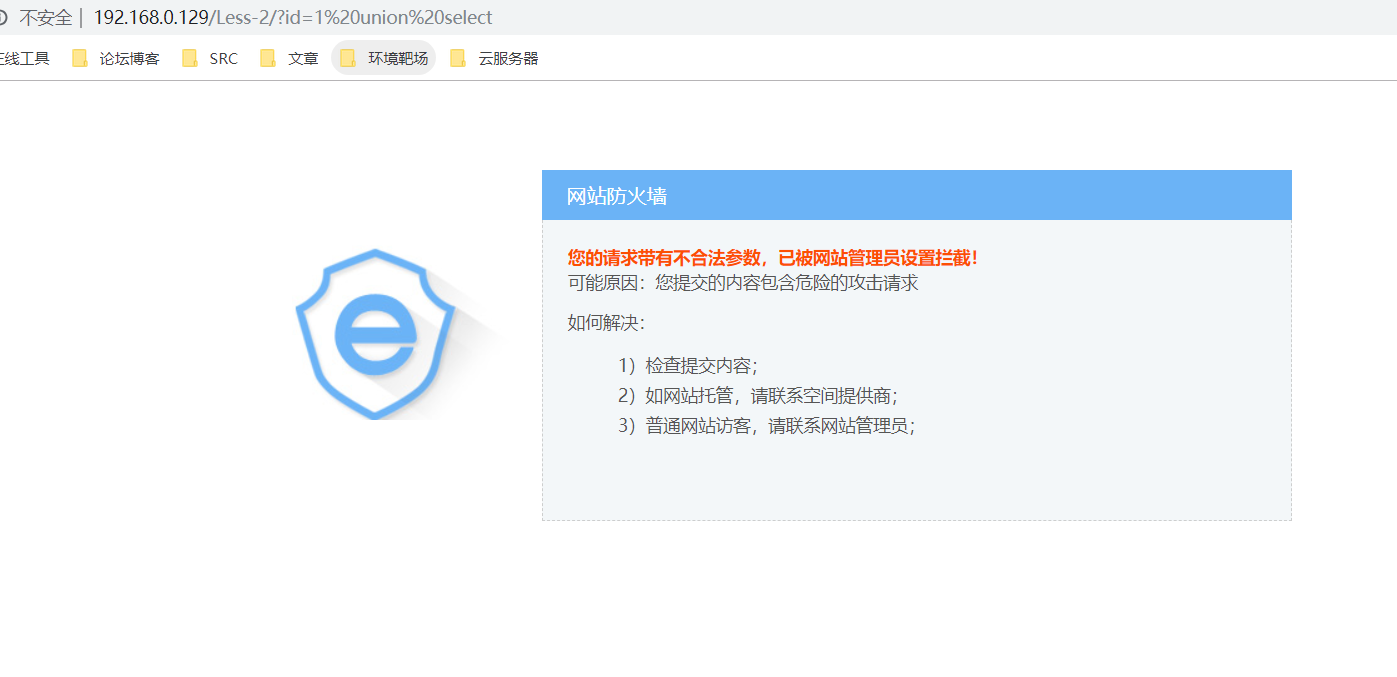 不安全 | 192.168.0.129/Less-2/?id=1%20union%20select
线工具 论坛博客 SRC 文章 环境靶场 云服务器
网站防火墙
您的请求带有不合法参数，已被网站管理员设置拦截！
可能原因：您提交的内容包含危险的攻击请求
如何解决：
1）检查提交内容；
2）如网站托管，请联系空间提供商；
3）普通网站访客，请联系网站管理员；